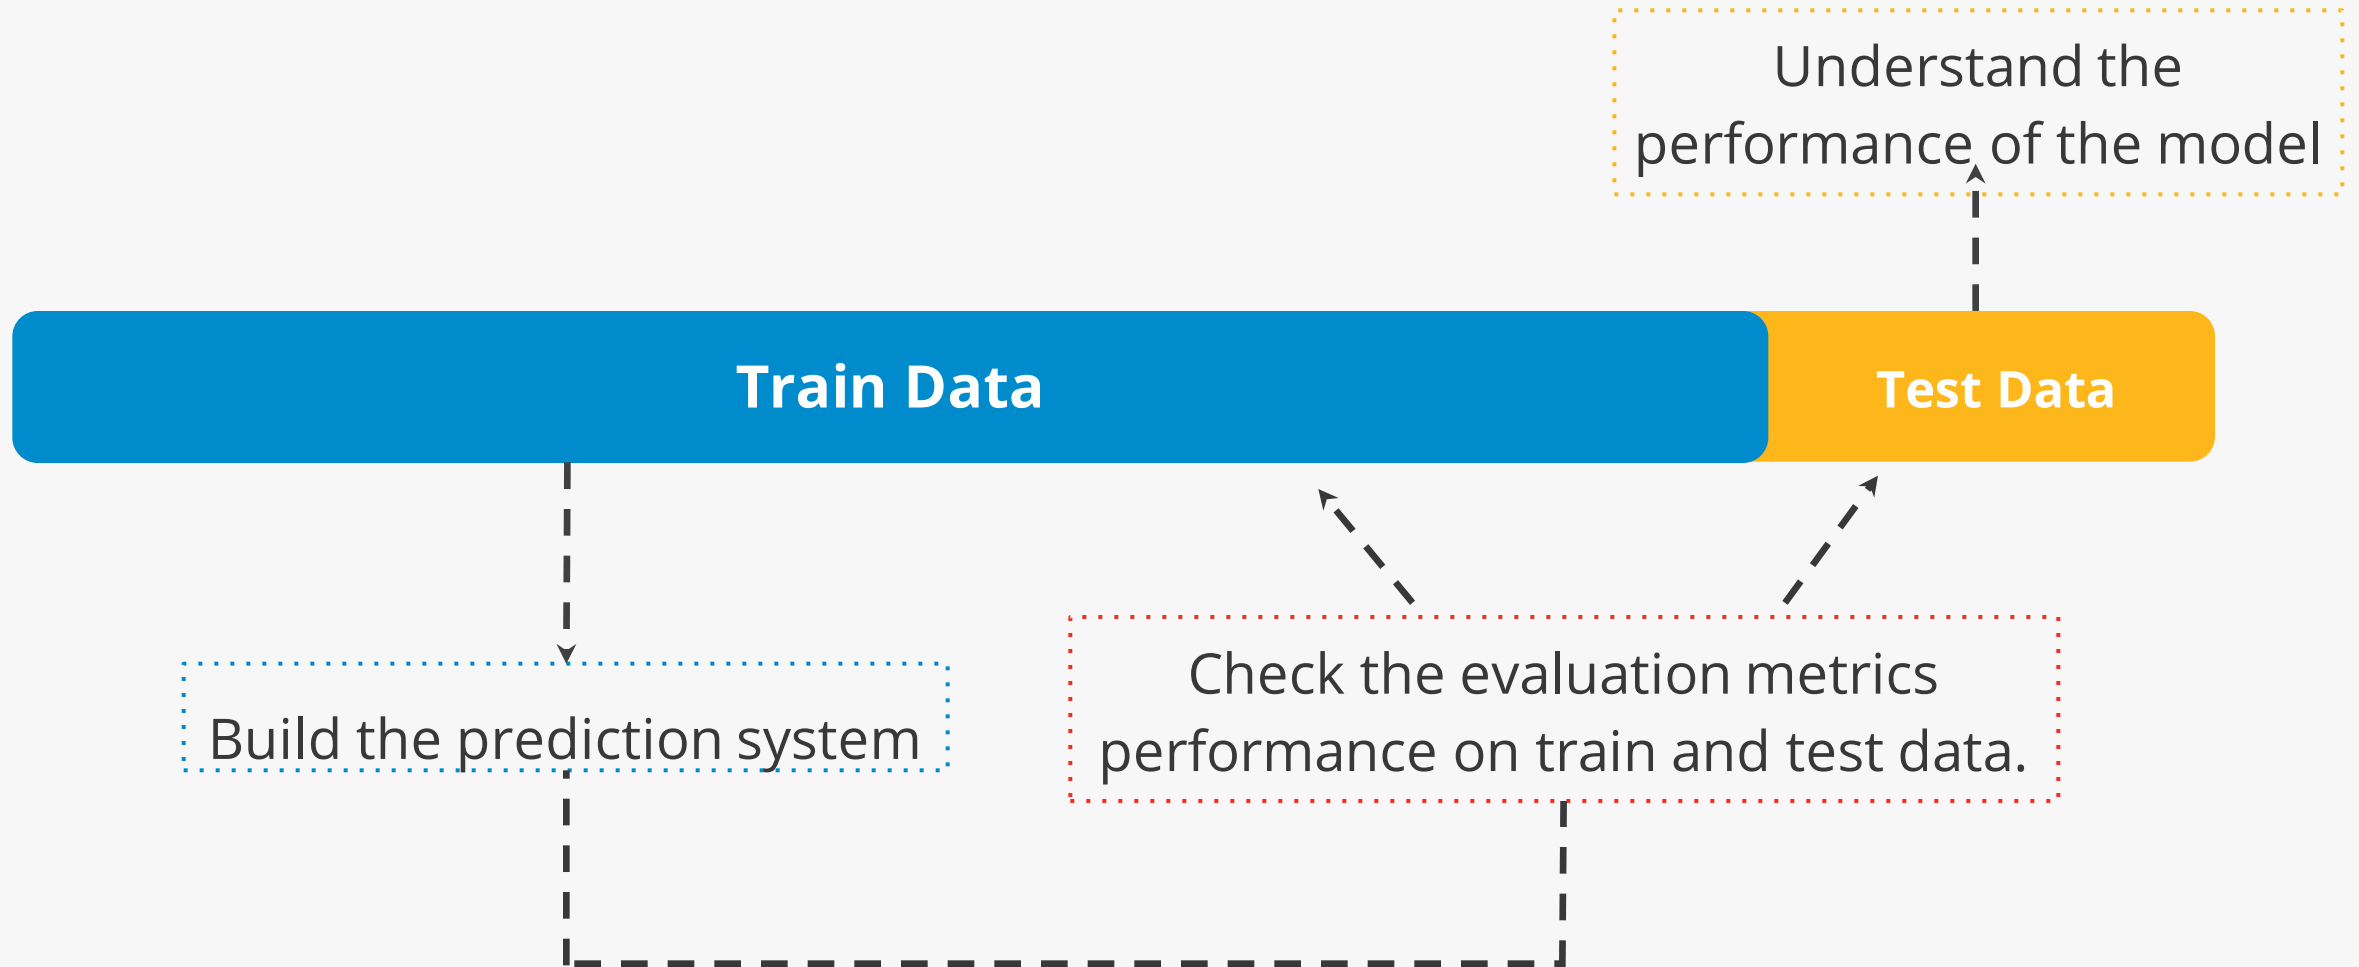 Understand the
performance of the model
Train Data
Test Data
Build the prediction system
Check the evaluation metrics
performance on train and test data.